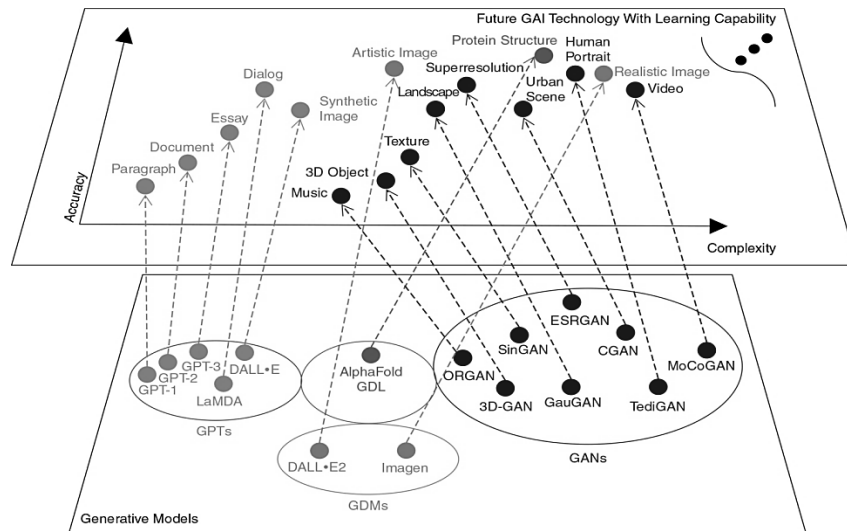 Future GAI Technology With Learning Capability
Artistic Image
Protein Structure
Human
Portrait
Dialog
Superresolution
Urban
Scene
Realistic Image
Video
Synthetic
Image
Landscape
Essay
Document
Texture
Paragraph
3D Object
Music
Accuracy
Complexity
ESRGAN
SinGAN
CGAN
GPT-3
DALL•E
GPT-2
GPT-1
LaMDA
AlphaFold
GDL
ORGAN
MoCoGAN
3D-GAN
GauGAN
TediGAN
GPTs
GANs
DALL•E2
Imagen
GDMs
Generative Models